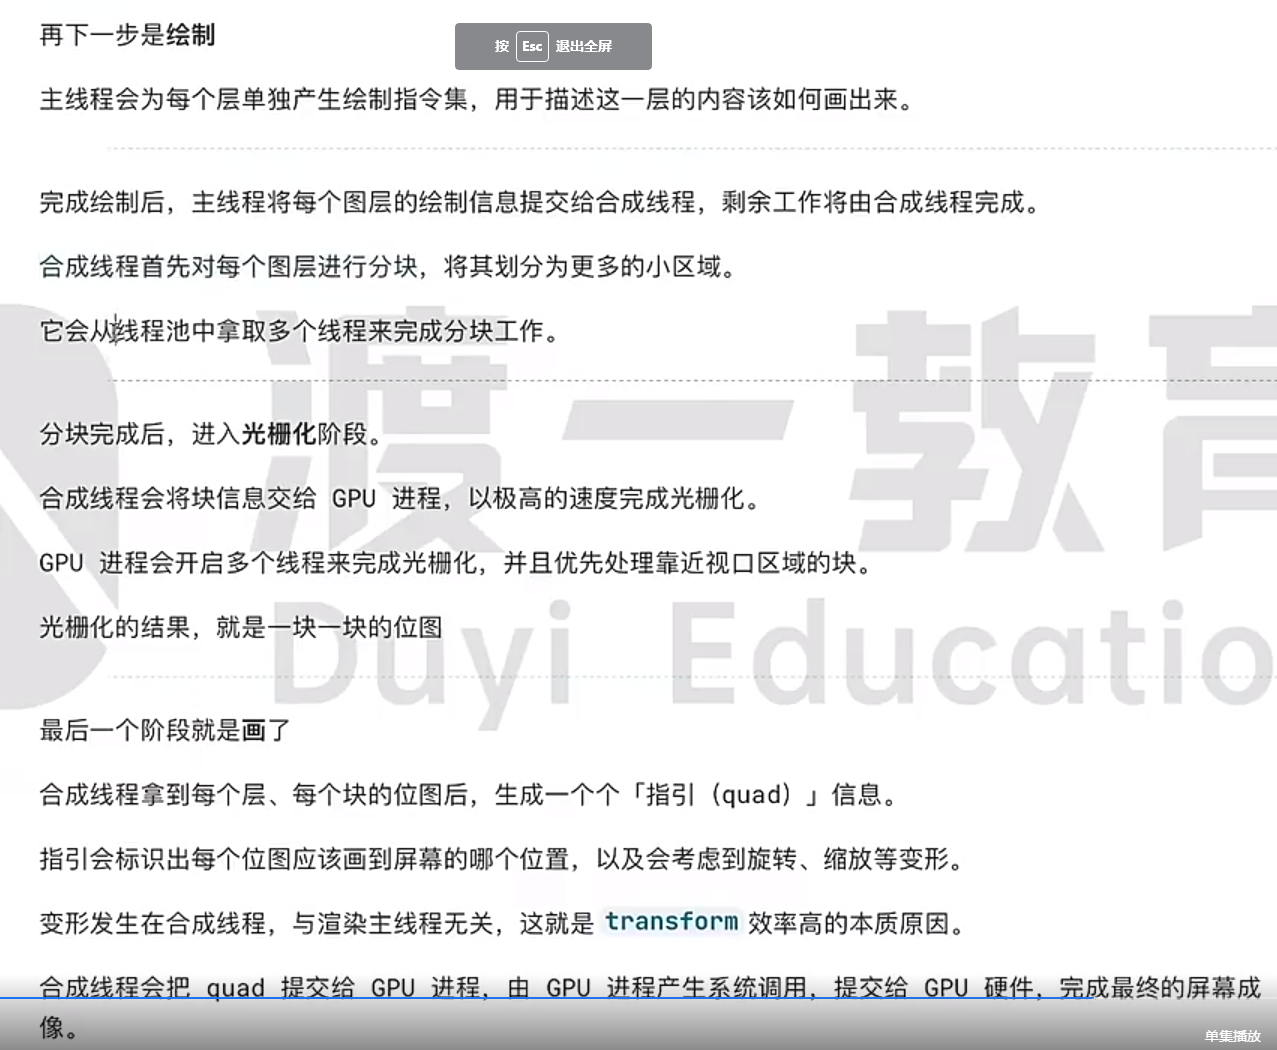 再下一步是绘制
按 Esc 退出全屏
主线程会为每个层单独产生绘制指令集，用于描述这一层的内容该如何画出来。
完成绘制后，主线程将每个图层的绘制信息提交给合成线程，剩余工作将由合成线程完成。
合成线程首先对每个图层进行分块，将其划分为更多的小区域。
它会从线程池中拿取多个线程来完成分块工作。
渡一教育
分块完成后，进入光栅化阶段。
合成线程会将块信息交给 GPU 进程，以极高的速度完成光栅化。
GPU 进程会开启多个线程来完成光栅化，并且优先处理靠近视口区域的块。
光栅化的结果，就是一块一块的位图
Duyi Educatio
最后一个阶段就是画了
合成线程拿到每个层、每个块的位图后，生成一个个「指引（quad）」信息。
指引会标识出每个位图应该画到屏幕的哪个位置，以及会考虑到旋转、缩放等变形。
变形发生在合成线程，与渲染主线程无关，这就是 transform 效率高的本质原因。
合成线程会把 quad 提交给 GPU 进程，由 GPU 进程产生系统调用，提交给 GPU 硬件，完成最终的屏幕成
像。
单集播放